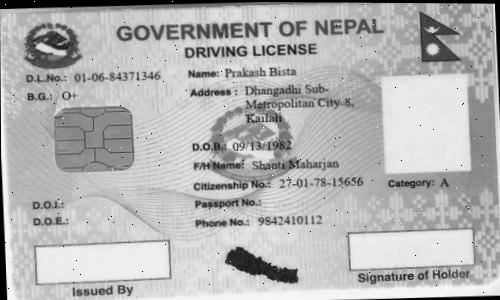 GOVERNMENT OF NEPAL
DRIVING LICENSE
D.L.No.: 01-06-84371346
B.G.: O+
Name: Prakash Bista
Address : Dhangadhi Sub-
Metropolitan City-8,
Kailali
D.O.B.: 09/13/1982
F/H Name: Shanti Maharjan
Citizenship No.: 27-01-78-15656
Category: A
D.O.I.:
Passport No.:
D.O.E.:
Phone No.: 9842410112
Issued By
Signature of Holder